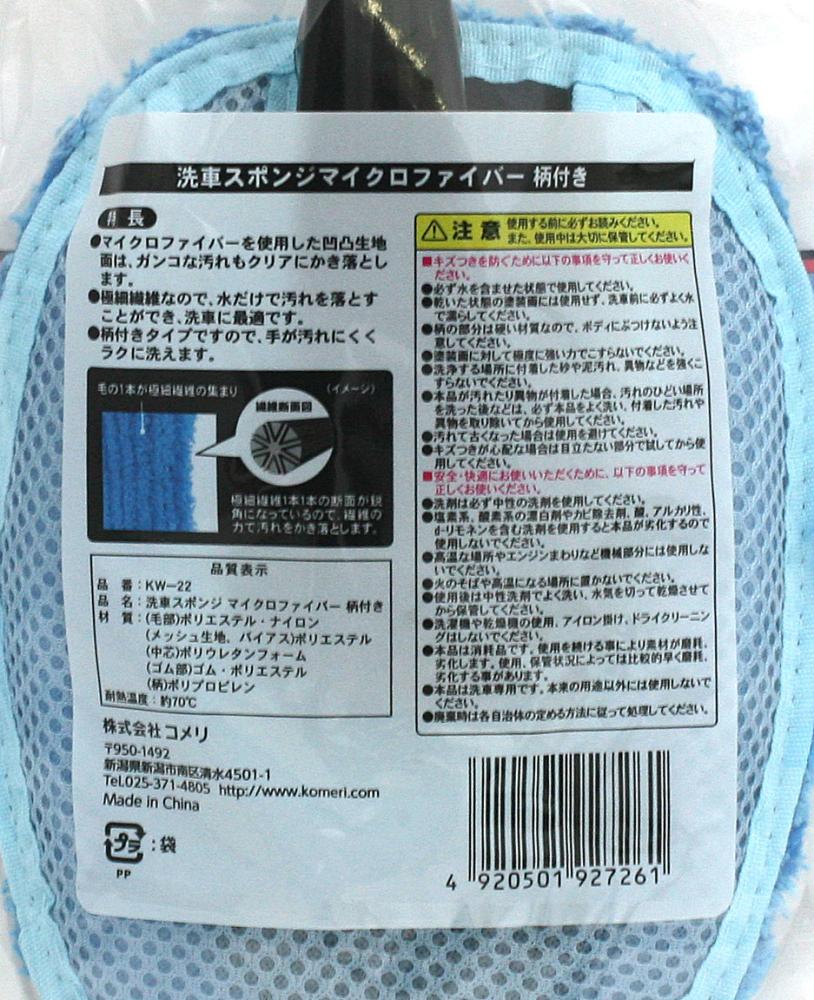 洗車スポンジマイクロファイバー 柄付き
特長
●マイクロファイバーを使用した凹凸生地
面は、ガンコな汚れもクリアにかき落とし
ます。
●極細繊維なので、水だけで汚れを落とす
ことができ、洗車に最適です。
●柄付きタイプですので、手が汚れにくく
ラクに洗えます。
毛の1本が極細繊維の集まり
(イメージ)
繊維断面図
極細繊維1本1本の断面が鋭
角になっているので、繊維の
力で汚れをかき落とします。
品質表示
品 番：KW-22
品 名：洗車スポンジ マイクロファイバー 柄付き
材 質：(毛部)ポリエステル・ナイロン
(メッシュ生地、バイアス)ポリエステル
(中芯)ポリウレタンフォーム
(ゴム部)ゴム・ポリエステル
(柄)ポリプロピレン
耐熱温度：約70℃
株式会社 コメリ
〒950-1492
新潟県新潟市南区清水4501-1
Tel.025-371-4805 http://www.komeri.com
Made in China
プラ：袋
PP
注意 使用する前に必ずお読みください。
また、使用中は大切に保管してください。
■キズつきを防ぐために以下の事項を守って正しくお使いく
ださい。
●必ず水を含ませた状態で使用してください。
●乾いた状態の塗装面には使用せず、洗車前に必ずよく水
で濡らしてください。
●柄の部分は硬い材質なので、ボディにぶつけないよう注
意してください。
●塗装面に対して極度に強い力でこすらないでください。
●洗浄する場所に付着した砂や泥汚れ、異物などを強くこ
すらないでください。
●本品が汚れたり異物が付着した場合、汚れのひどい場所
を洗った後などは、必ず本品をよく洗い、付着した汚れや
異物を取り除いてから使用してください。
●汚れて古くなった場合は使用を避けてください。
●キズつきが心配な場合は目立たない部分で試してから使
用してください。
■安全・快適にお使いいただくために、以下の事項を守って
正しくお使いください。
●洗剤は必ず中性の洗剤を使用してください。
●塩素系、酸素系の漂白剤やカビ除去剤、酸、アルカリ性、
d-リモネンを含む洗剤を使用すると本品が劣化するので
使用しないでください。
●高温な場所やエンジンまわりなど機械部分には使用しな
いでください。
●火のそばや高温になる場所に置かないでください。
●使用後は中性洗剤でよく洗い、水気を切って乾燥させて
から保管してください。
●洗濯機や乾燥機の使用、アイロン掛け、ドライクリーニン
グはしないでください。
●本品は消耗品です。使用を続ける事により素材が磨耗、
劣化します。使用、保管状況によっては比較的早く磨耗、
劣化する事があります。
●本品は洗車専用です。本来の用途以外には使用しないで
ください。
●廃棄時は各自治体の定める方法に従って処理してください。
4 920501 927261